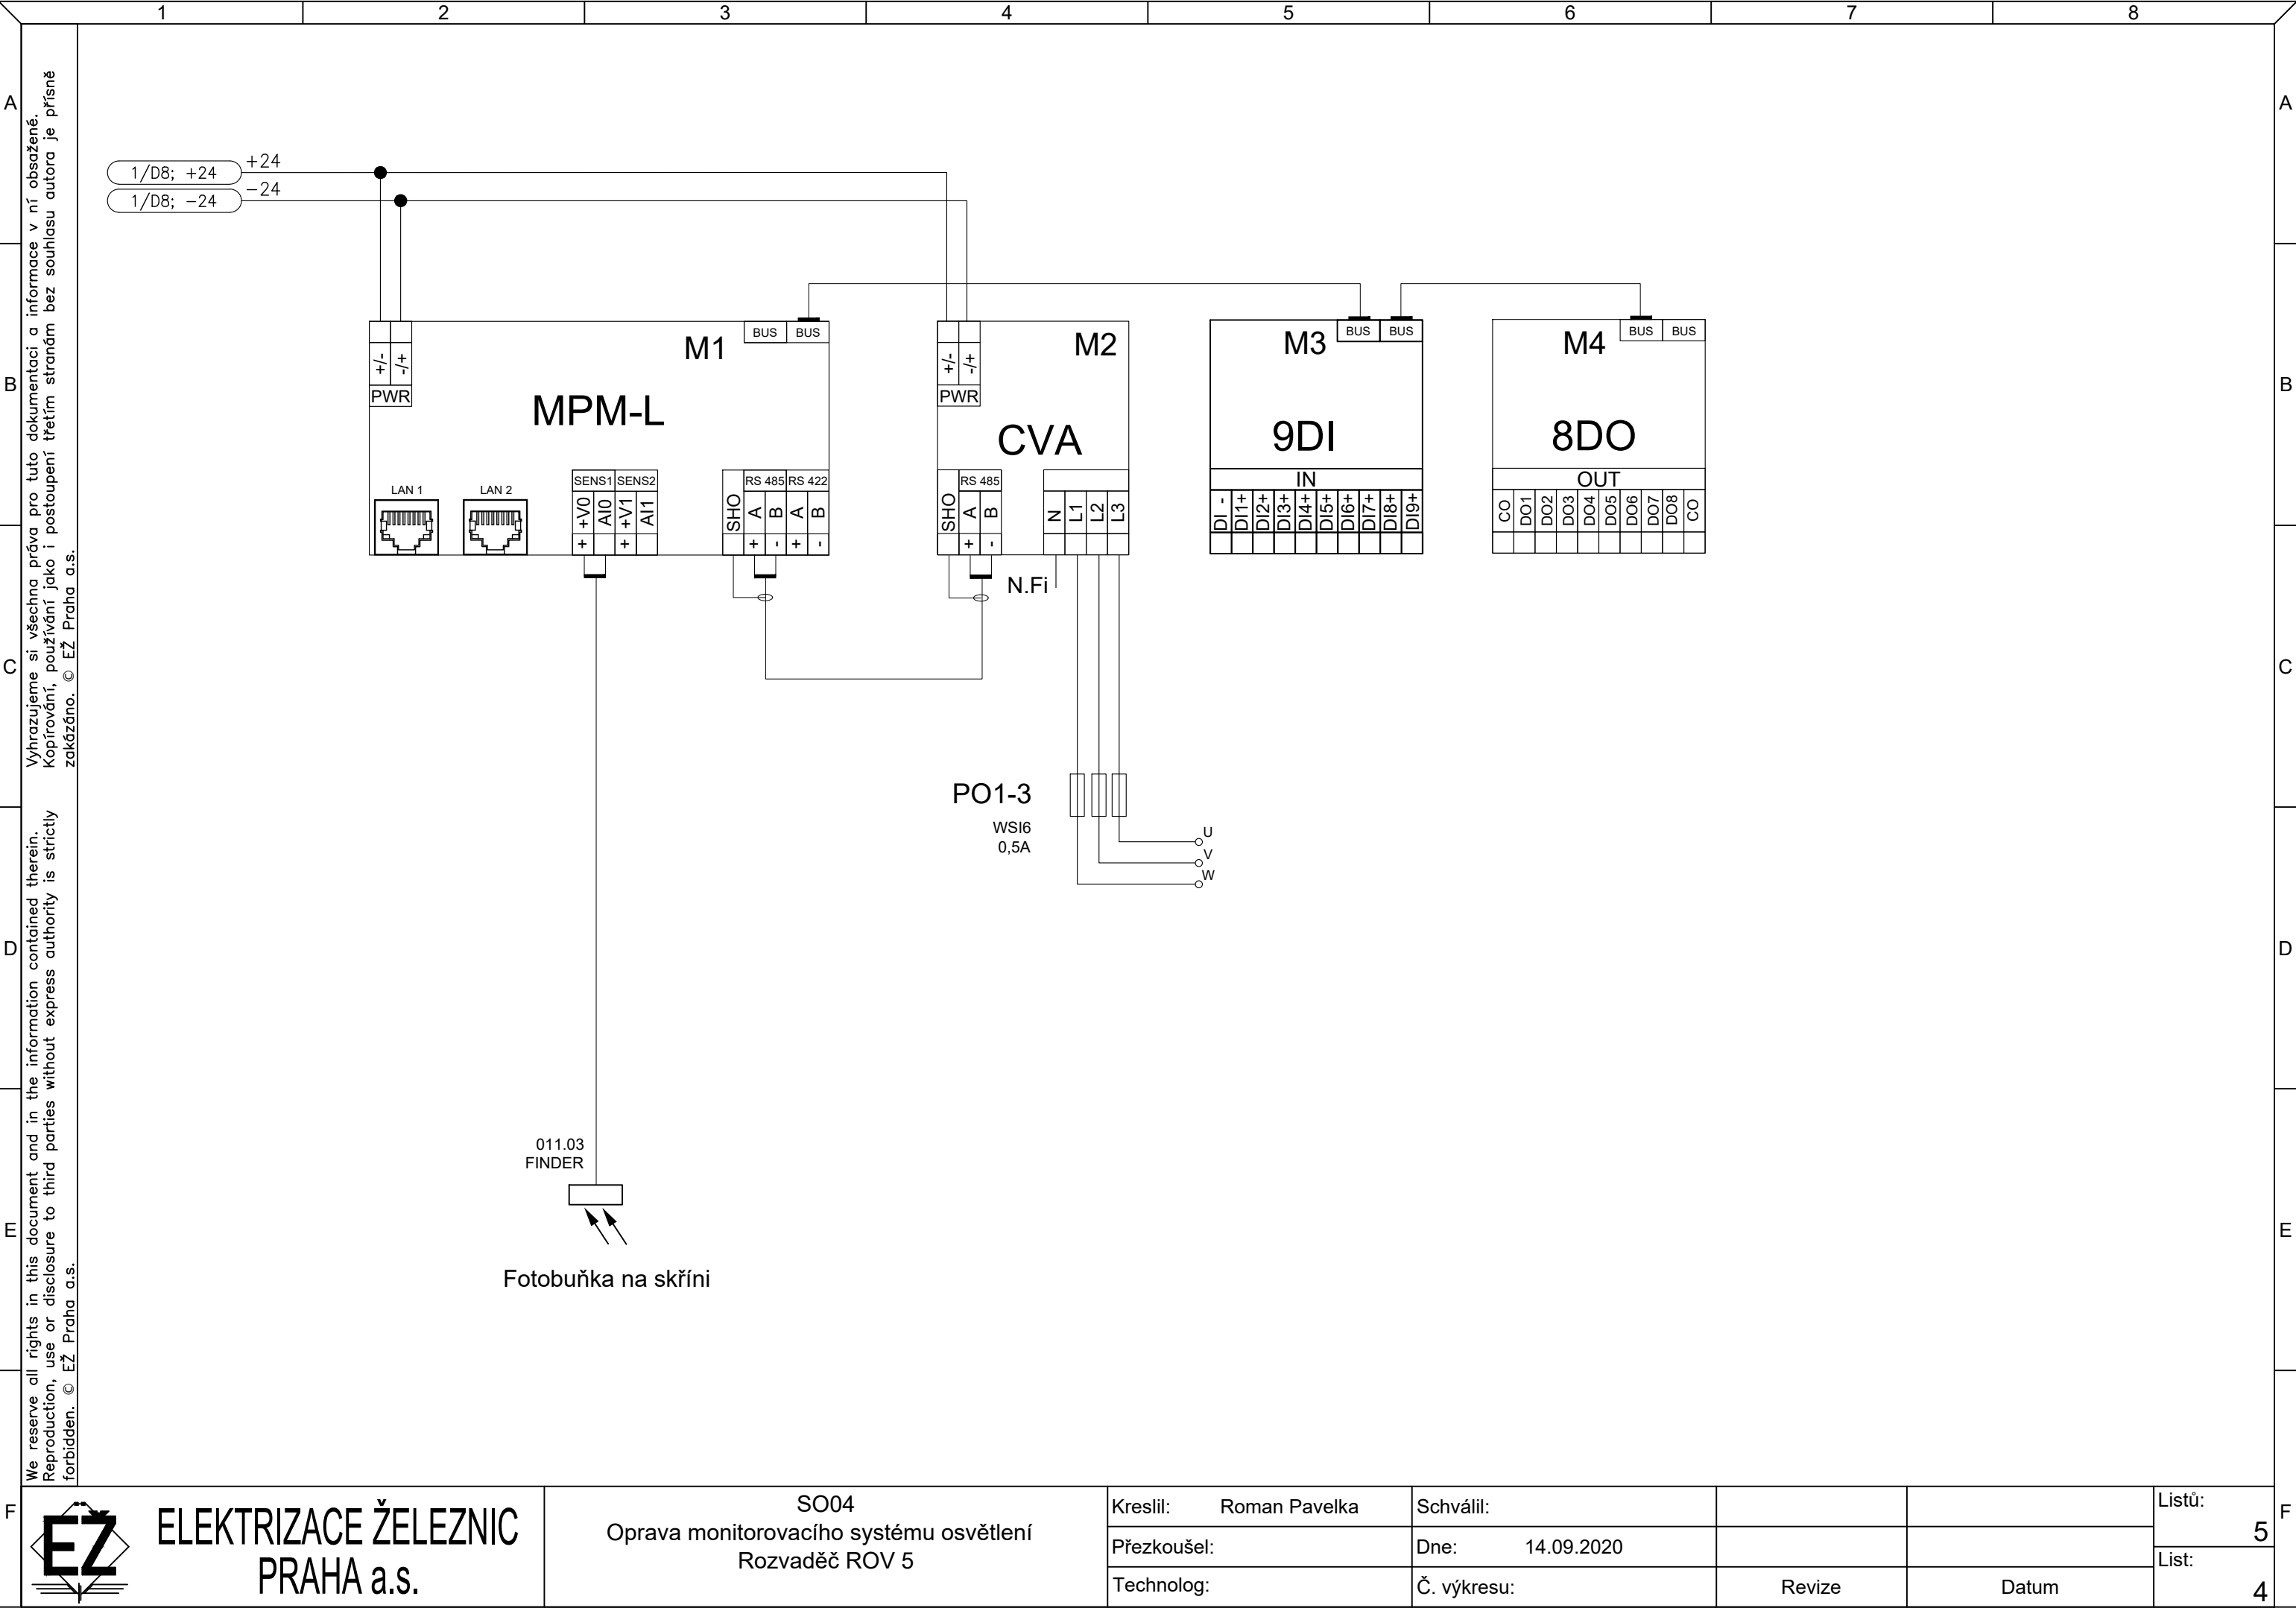 1 2 3 4 5 6 7 8
A
B
C
D
E
F
A
B
C
D
E
F
Vyhrazujeme si všechna práva pro tuto dokumentaci a informace v ní obsažené.
Kopírování, používání jako i postoupení třetím stranám bez souhlasu autora je přísně
zakázáno. © EŽ Praha a.s.
We reserve all rights in this document and in the information contained therein.
Reproduction, use or disclosure to third parties without express authority is strictly
forbidden. © EŽ Praha a.s.
1/D8; +24
+24
1/D8; -24
-24
M1
BUS BUS
+/- -/+
PWR
MPM-L
LAN 1
LAN 2
SENS1 SENS2
+V0 AI0 +V1 AI1
+ +
RS 485 RS 422
SHO A B A B
+ - + -
M2
+/- -/+
PWR
CVA
RS 485
SHO A B
+ -
N L1 L2 L3
N.Fi
M3
BUS BUS
9DI
IN
DI - DI1+ DI2+ DI3+ DI4+ DI5+ DI6+ DI7+ DI8+ DI9+
M4
BUS BUS
8DO
OUT
CO DO1 DO2 DO3 DO4 DO5 DO6 DO7 DO8 CO
PO1-3
WSI6
0,5A
U
V
W
011.03
FINDER
Fotobuňka na skříni
EŽ
ELEKTRIZACE ŽELEZNIC
PRAHA a.s.
SO04
Oprava monitorovacího systému osvětlení
Rozvaděč ROV 5
Kreslil: Roman Pavelka
Přezkoušel:
Technolog:
Schválil:
Dne: 14.09.2020
Č. výkresu:
Revize
Datum
Listů:
5
List:
4